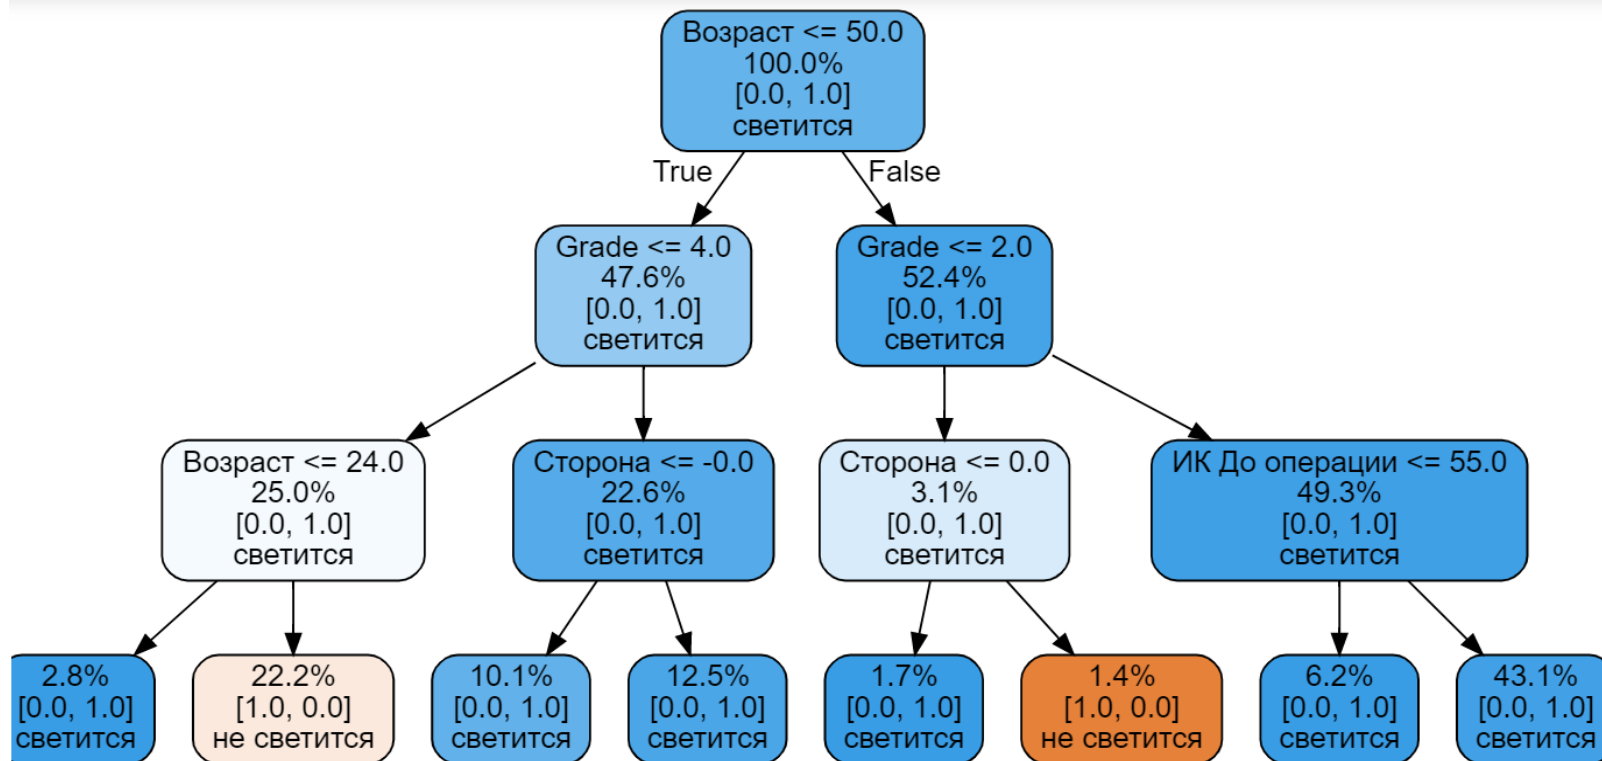 Возраст <= 50.0
100.0%
[0.0, 1.0]
светится
True
False
Grade <= 4.0
47.6%
[0.0, 1.0]
светится
Grade <= 2.0
52.4%
[0.0, 1.0]
светится
Возраст <= 24.0
25.0%
[0.0, 1.0]
светится
Сторона <= -0.0
22.6%
[0.0, 1.0]
светится
Сторона <= 0.0
3.1%
[0.0, 1.0]
светится
ИК До операции <= 55.0
49.3%
[0.0, 1.0]
светится
2.8%
[0.0, 1.0]
светится
22.2%
[1.0, 0.0]
не светится
10.1%
[0.0, 1.0]
светится
12.5%
[0.0, 1.0]
светится
1.7%
[0.0, 1.0]
светится
1.4%
[1.0, 0.0]
не светится
6.2%
[0.0, 1.0]
светится
43.1%
[0.0, 1.0]
светится